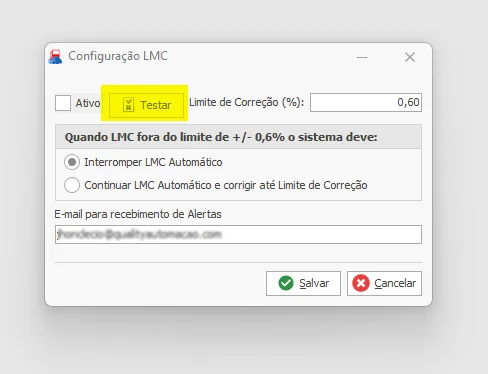 Configuração LMC
Ativo Testar Limite de Correção (%): 0,60
Quando LMC fora do limite de +/- 0,6% o sistema deve:
Interromper LMC Automático
Continuar LMC Automático e corrigir até Limite de Correção
E-mail para recebimento de Alertas
Salvar Cancelar